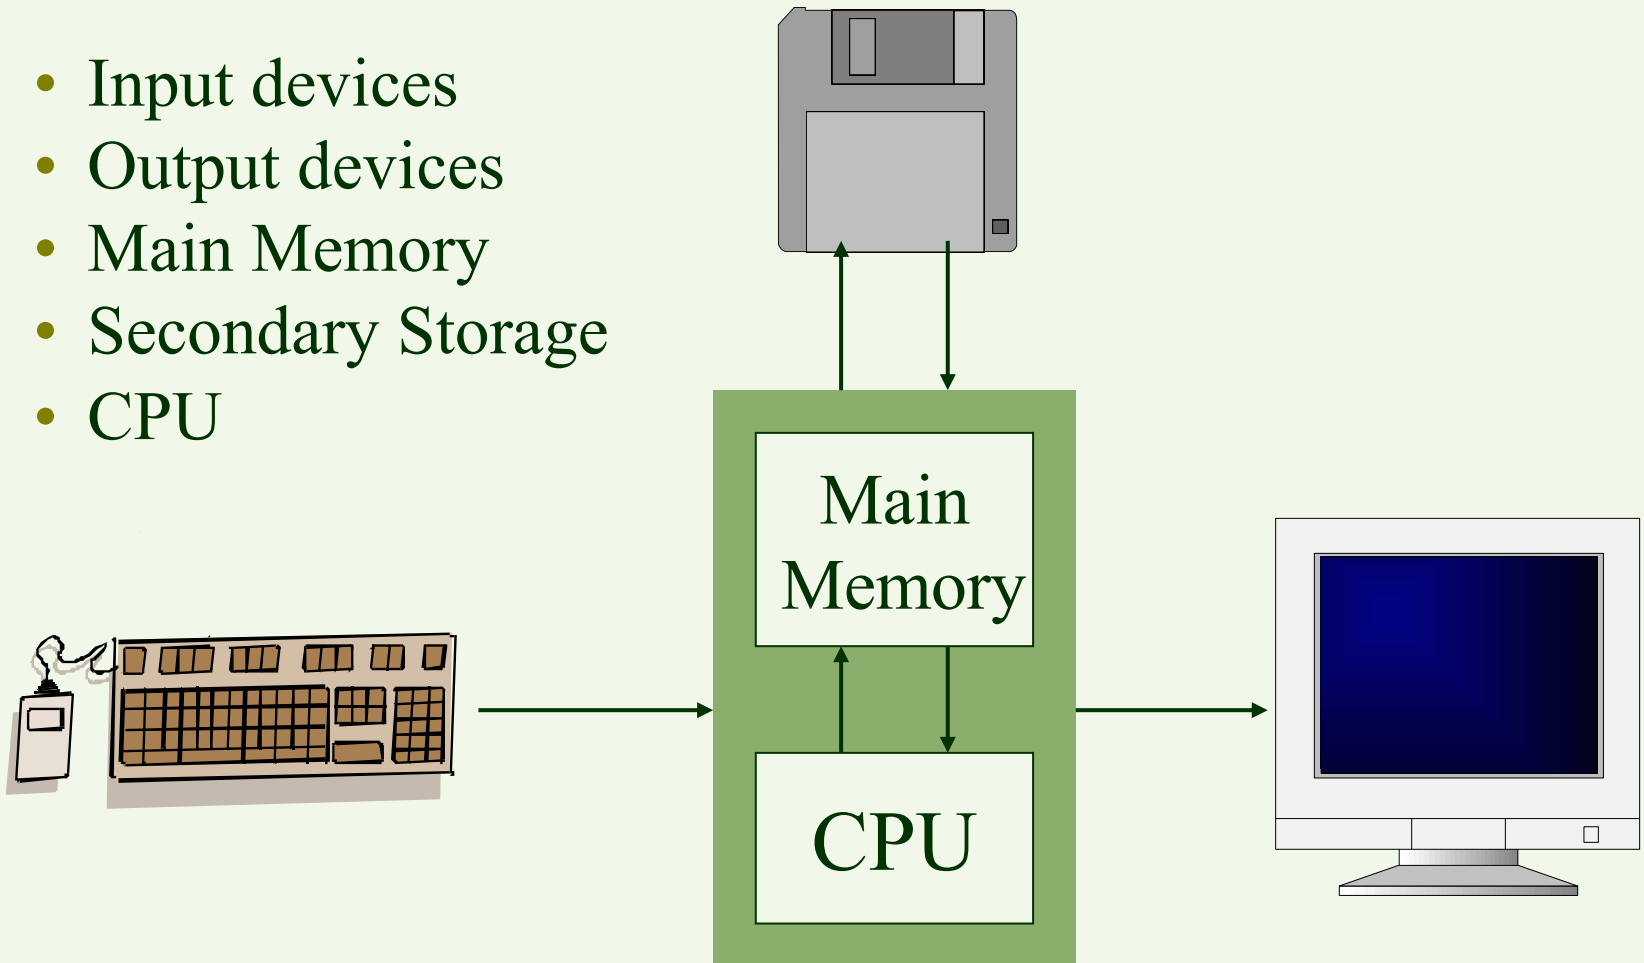 • Input devices
• Output devices
• Main Memory
• Secondary Storage
• CPU
Main
Memory
CPU